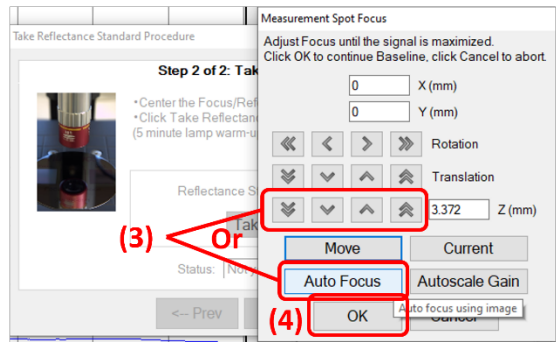 Take Reflectance Standard Procedure
Step 2 of 2: Tak
•Center the Focus/Ref
•Click Take Reflectanc
(5 minute lamp warm-u
Reflectance S
Tak
Status:
<-- Prev
(3)
Or
(4)
Measurement Spot Focus
Adjust Focus until the signal is maximized.
Click OK to continue Baseline, click Cancel to abort.
0 X (mm)
0 Y (mm)
Rotation
Translation
3.372 Z (mm)
Move Current
Auto Focus Autoscale Gain
OK
Auto focus using image